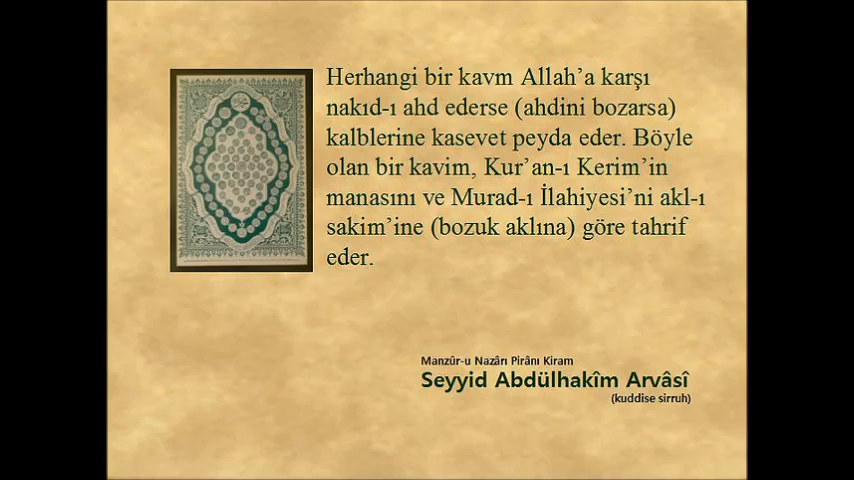 Herhangi bir kavm Allah’a karşı
nakıd-ı ahd ederse (ahdini bozarsa)
kalblerine kasevet peyda eder. Böyle
olan bir kavim, Kur’an-ı Kerim’in
manasını ve Murad-ı İlahiyesi’ni akl-ı
sakim’ine (bozuk aklına) göre tahrif
eder.
Manzûr-u Nazârı Pirânı Kiram
Seyyid Abdülhakîm Arvâsî
(kuddise sirruh)